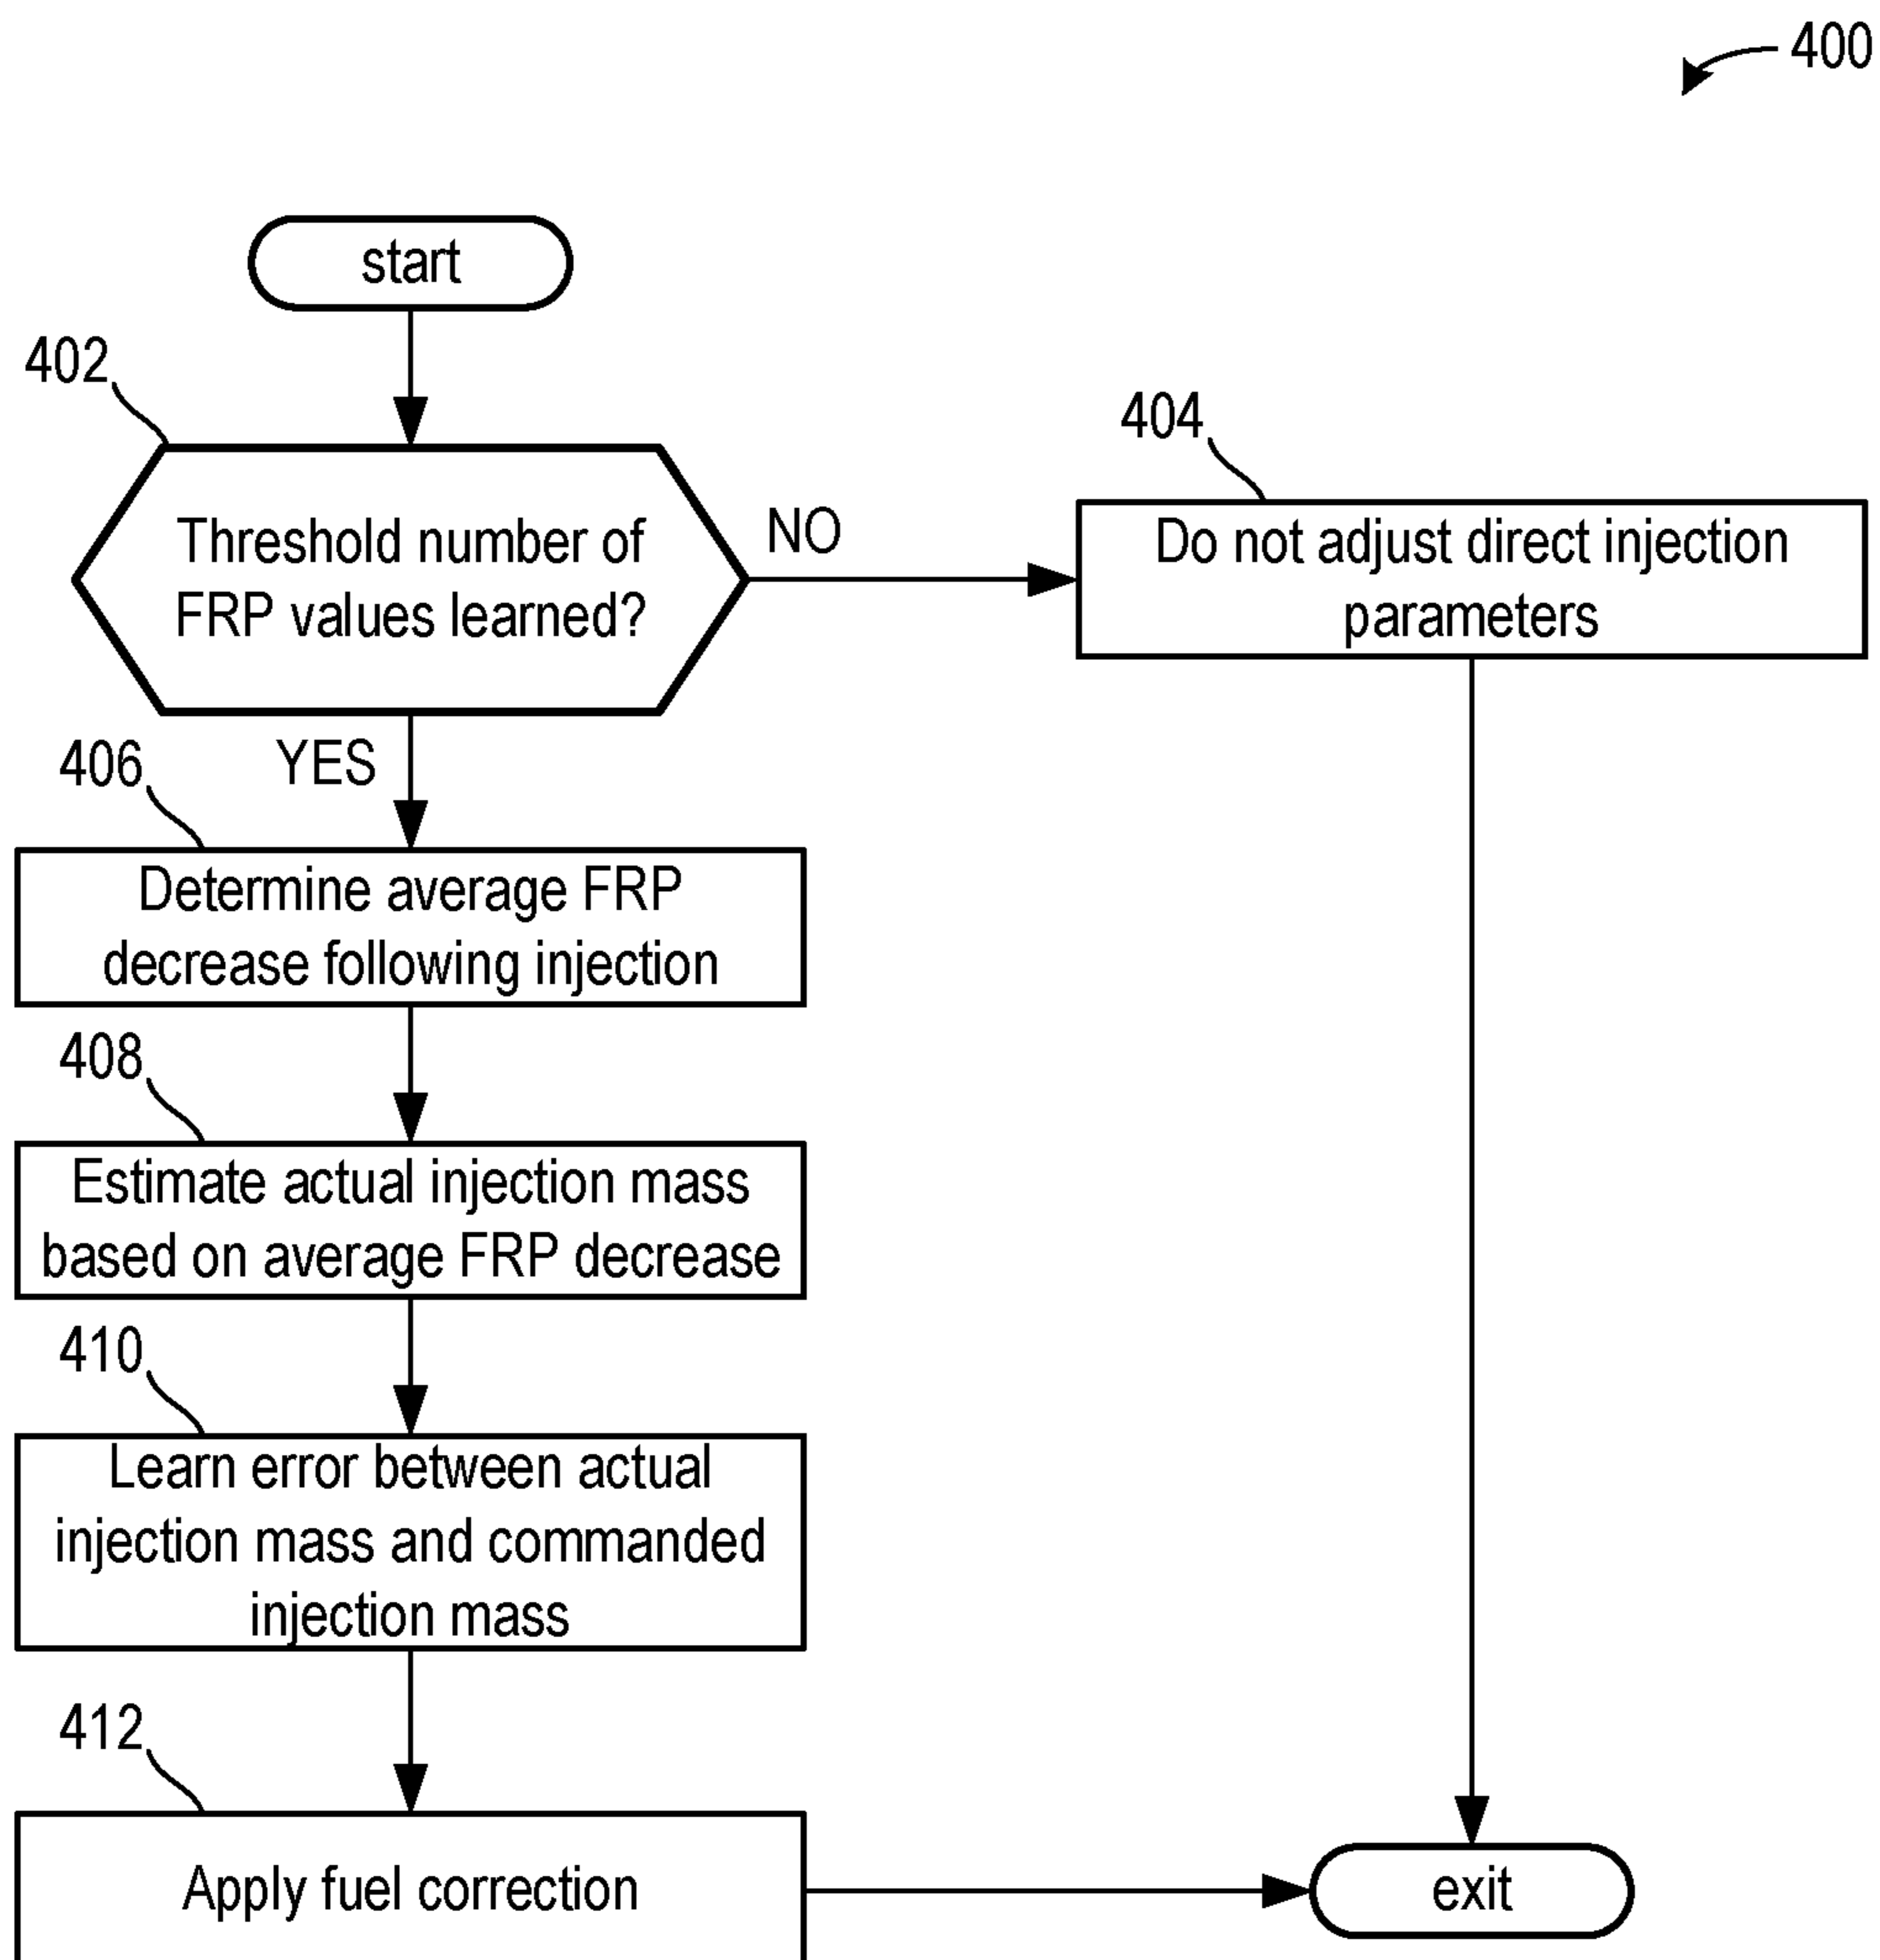 400
start
402
Threshold number of
FRP values learned?
NO
404
Do not adjust direct injection
parameters
YES
406
Determine average FRP
decrease following injection
408
Estimate actual injection mass
based on average FRP decrease
410
Learn error between actual
injection mass and commanded
injection mass
412
Apply fuel correction
exit